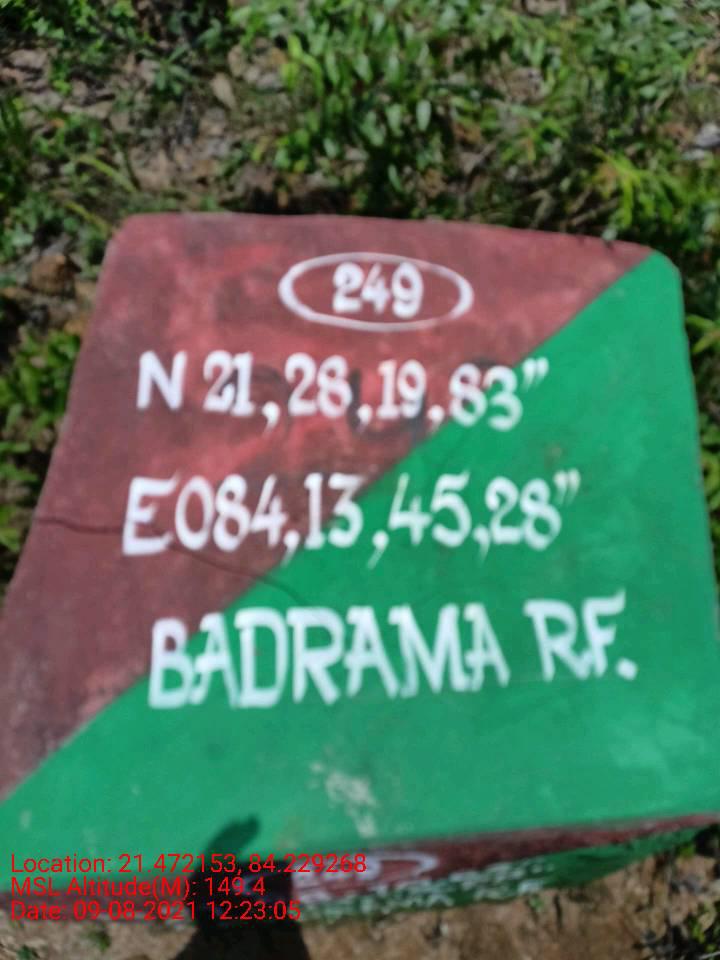 249
N 21,28,19,83"
E084,13,45,28"
BADRAMA R.F.
Location: 21.472153, 84.229268
MSL Altitude(M): 149.4
Date: 09-08-2021 12:23:05